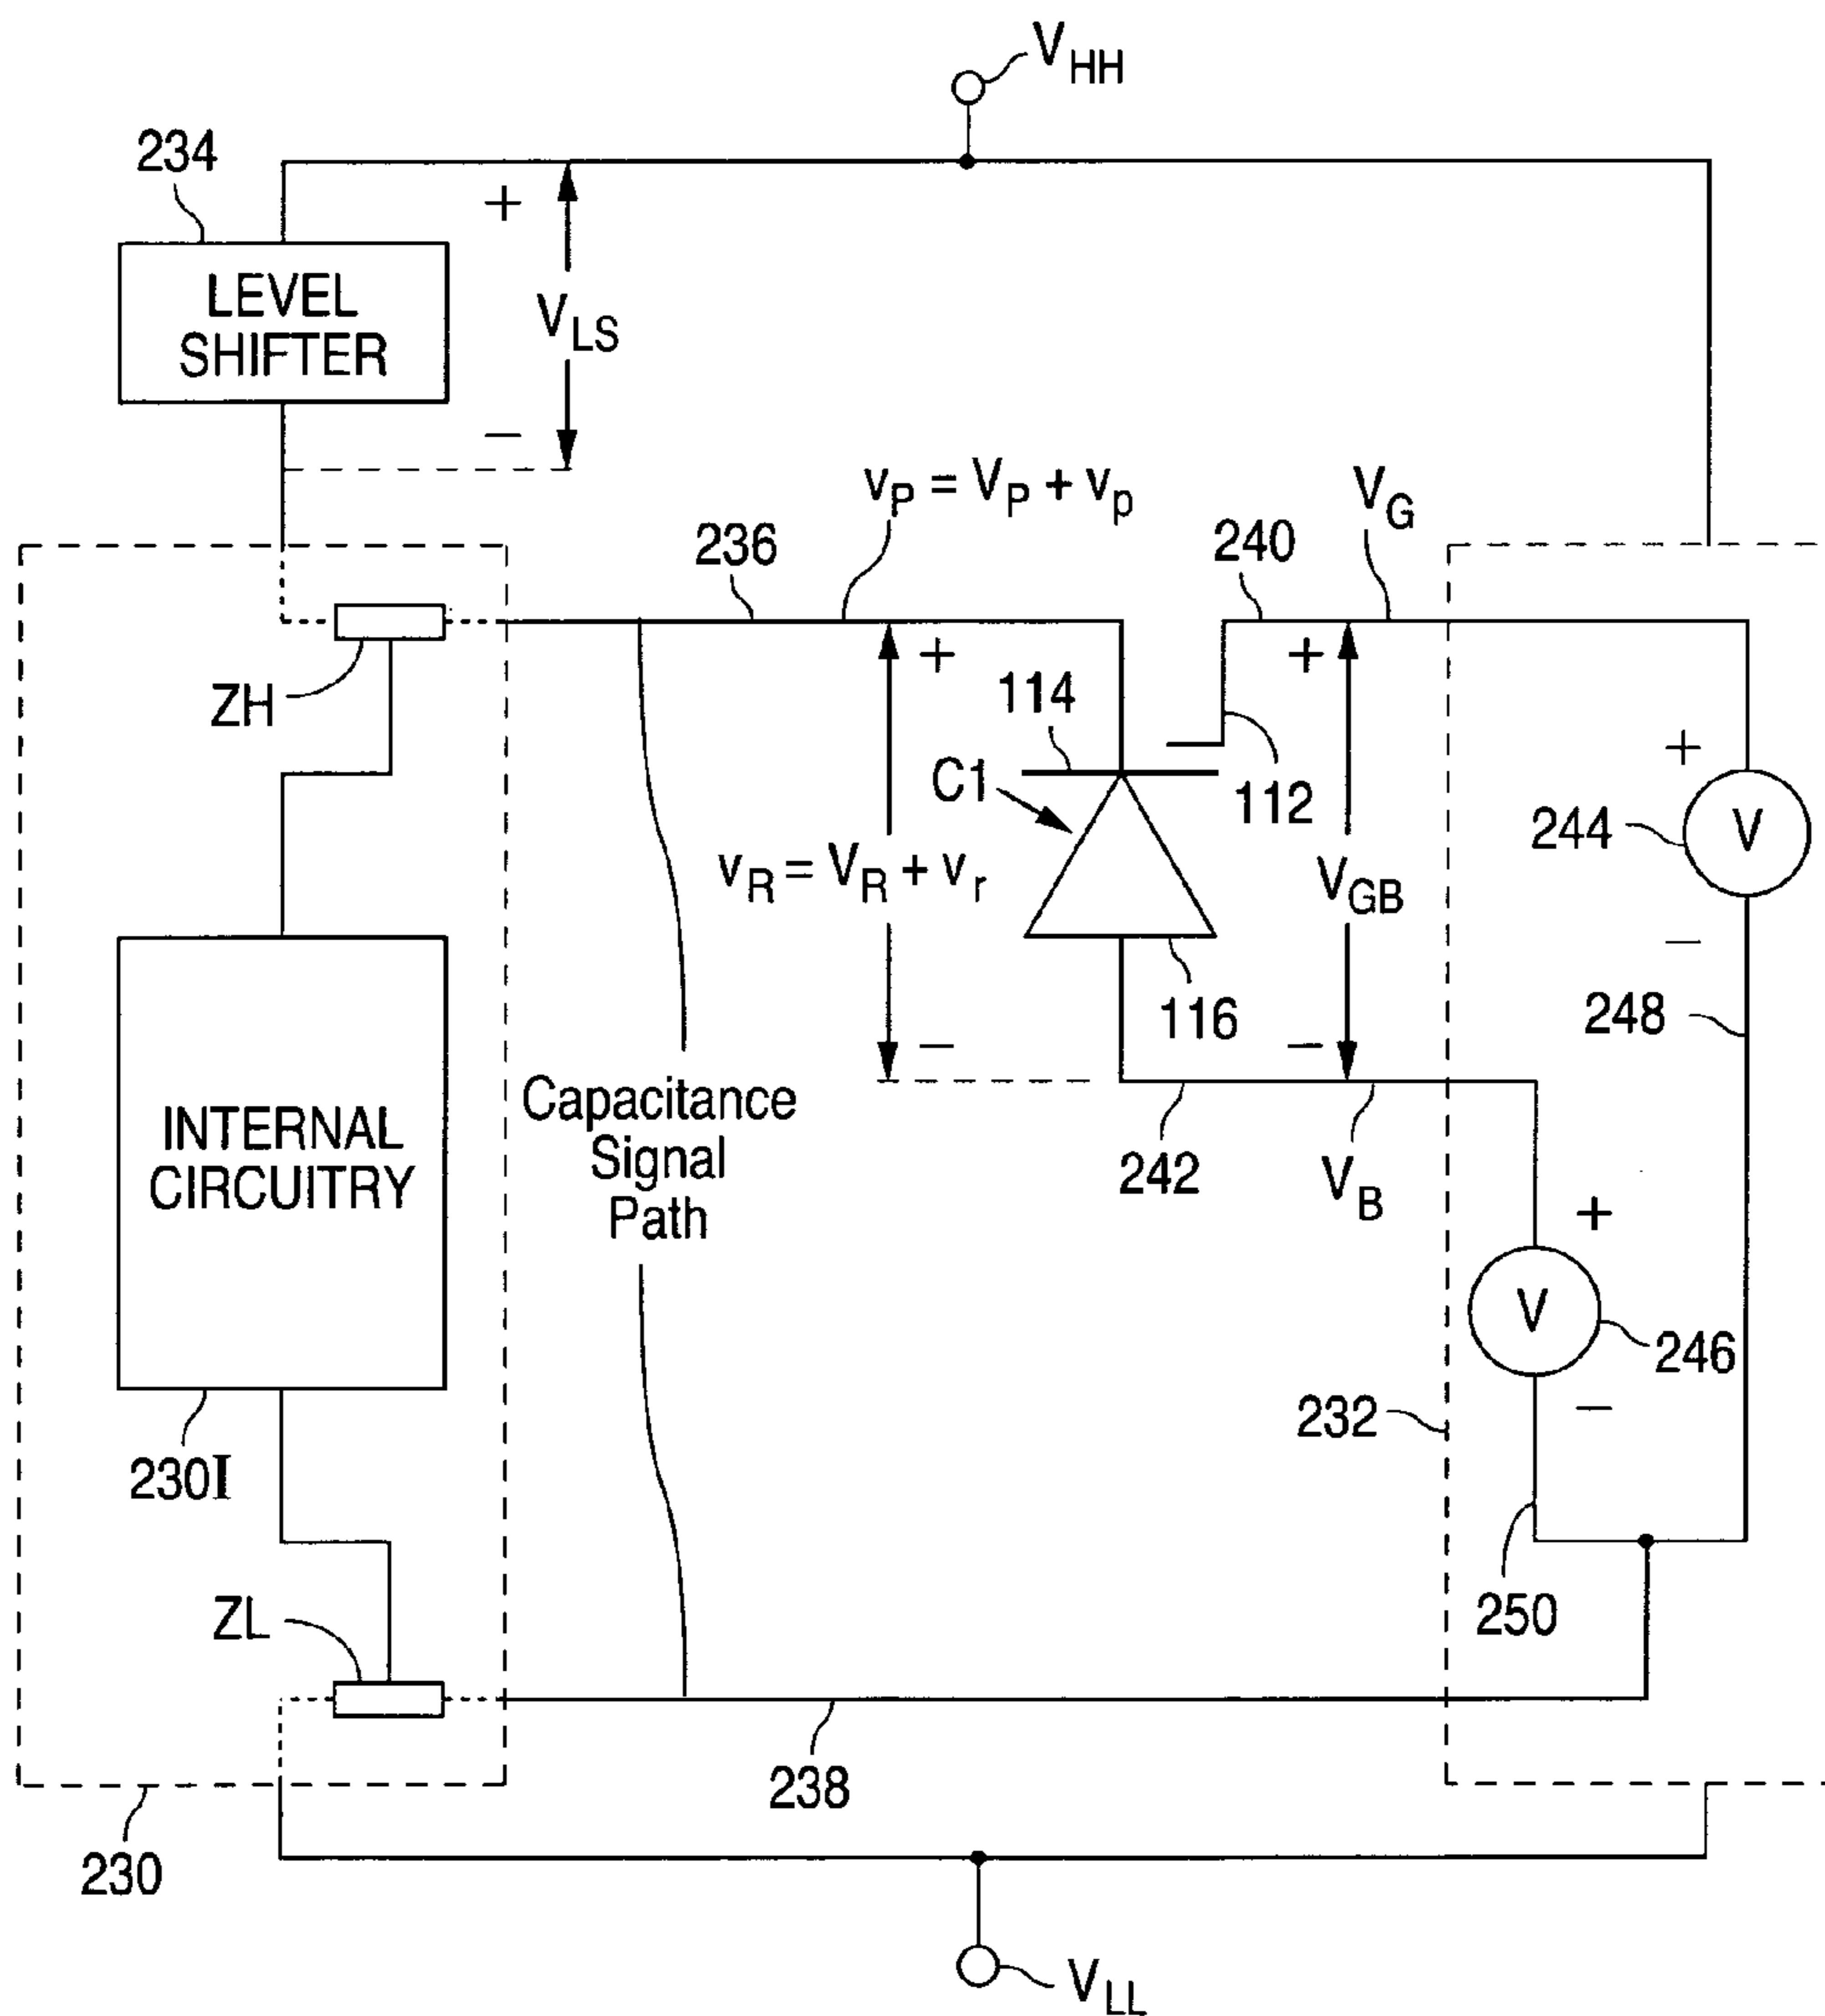 V_HH
234
+
LEVEL
SHIFTER
V_LS
−
v_P = V_P + v_p
V_G
236
240
ZH
+
+
114
+
C1
112
244
V
v_R = V_R + v_r
V_GB
−
116
248
−
−
Capacitance
Signal
Path
INTERNAL
CIRCUITRY
242
V_B
+
V
246
232
−
230I
250
ZL
238
230
V_LL